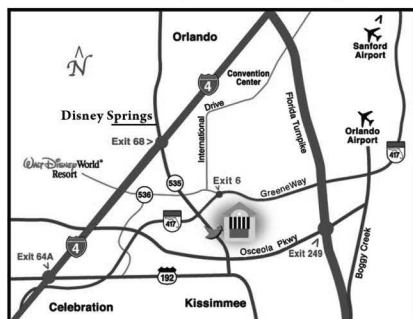 Orlando
Sanford
Airport
N
4
Convention
Center
Disney Springs
International Drive
Florida Turnpike
Orlando
Airport
Exit 68
417
WALT DISNEY World®
Resort
536
535
Exit 6
GreeneWay
417
4
Osceola Pkwy
Exit 249
Boggy Creek
Exit 64A
192
Celebration
Kissimmee